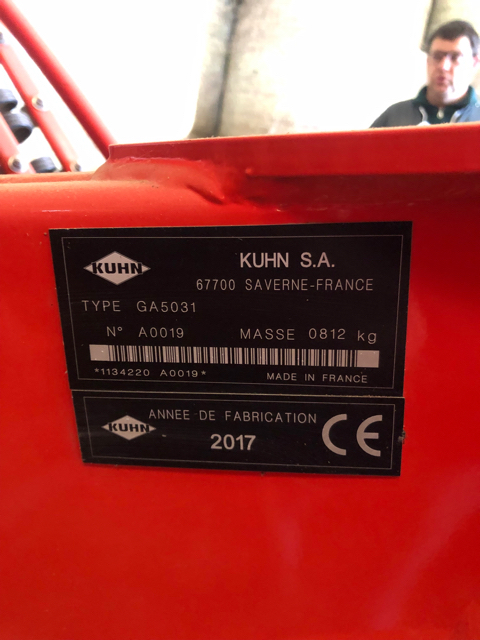 KUHN
KUHN S.A.
67700 SAVERNE-FRANCE
TYPE GA5031
N° A0019 MASSE 0812 kg
*1134220 A0019* MADE IN FRANCE
KUHN
ANNEE DE FABRICATION
2017
CE